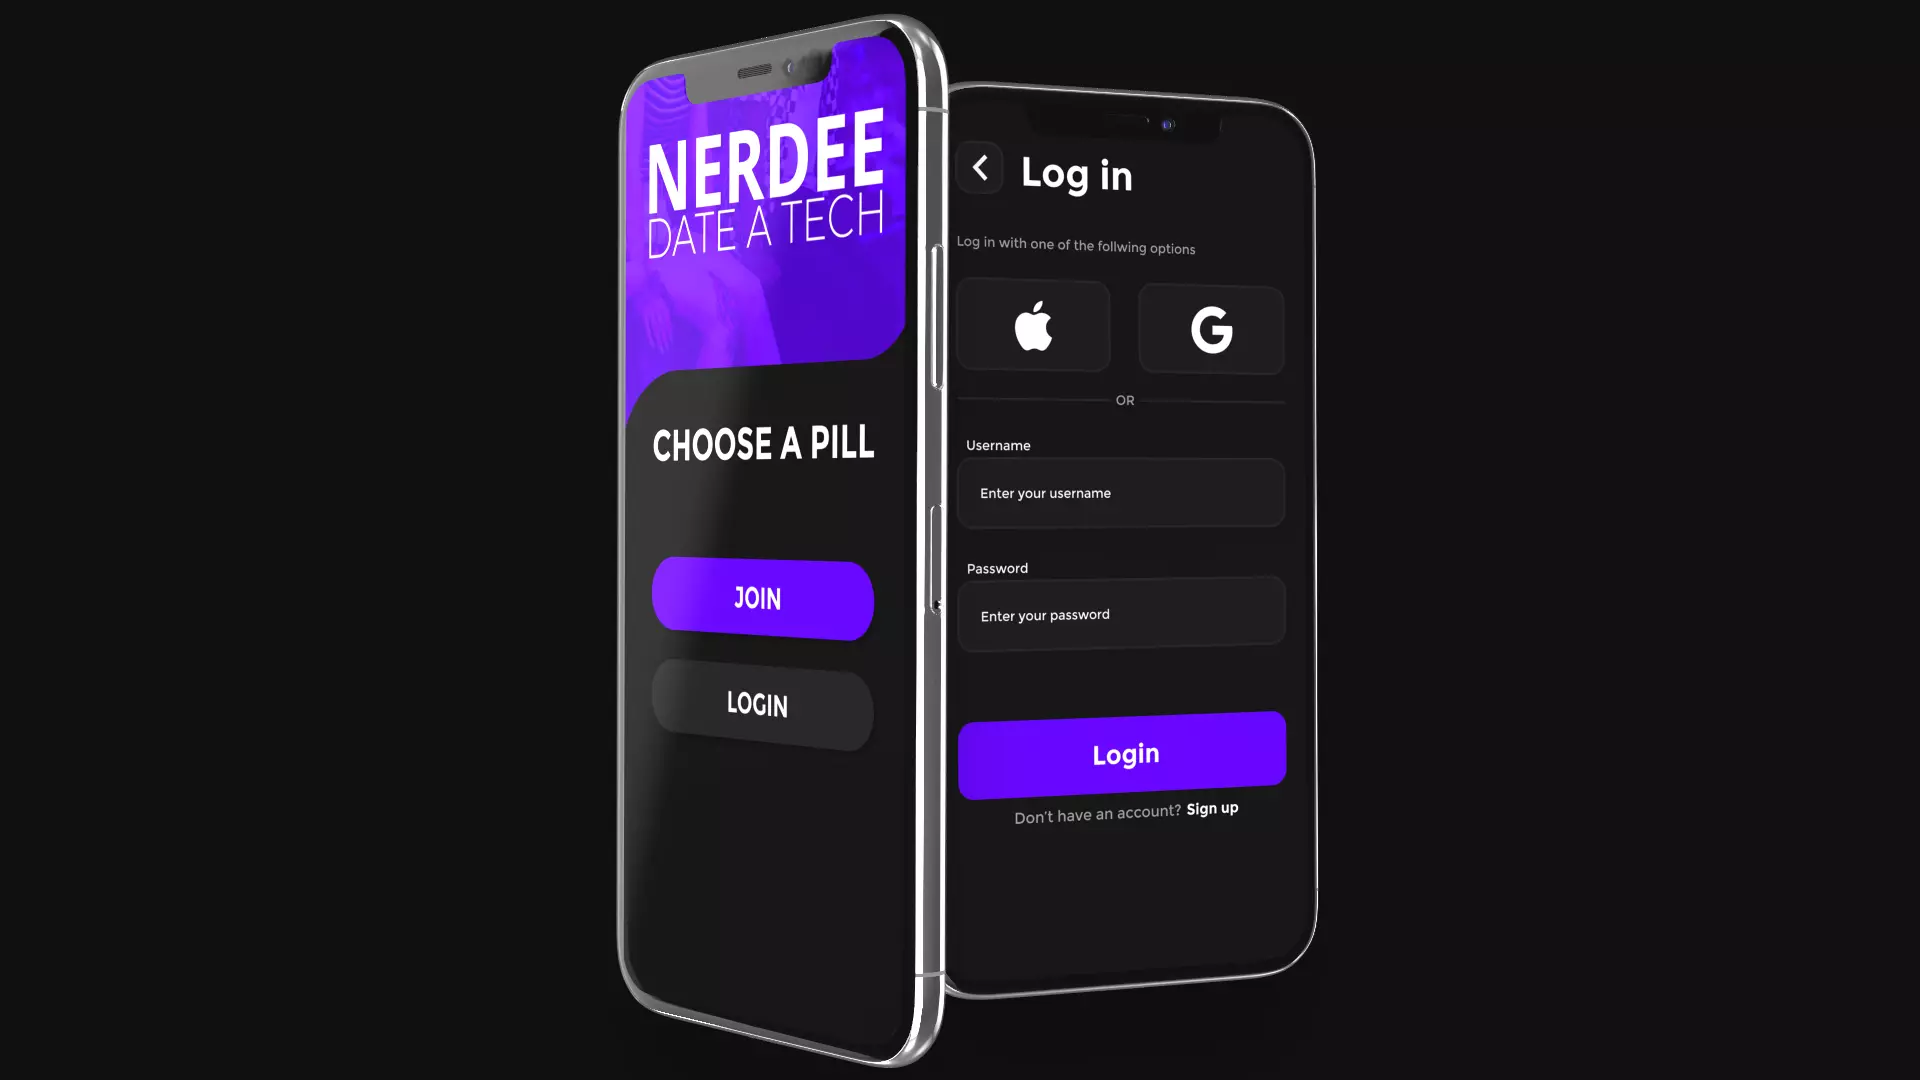 NERDEE
DATE A TECH
CHOOSE A PILL
JOIN
LOGIN
Log in
Log in with one of the follwing options
OR
Username
Enter your username
Password
Enter your password
Login
Don't have an account? Sign up